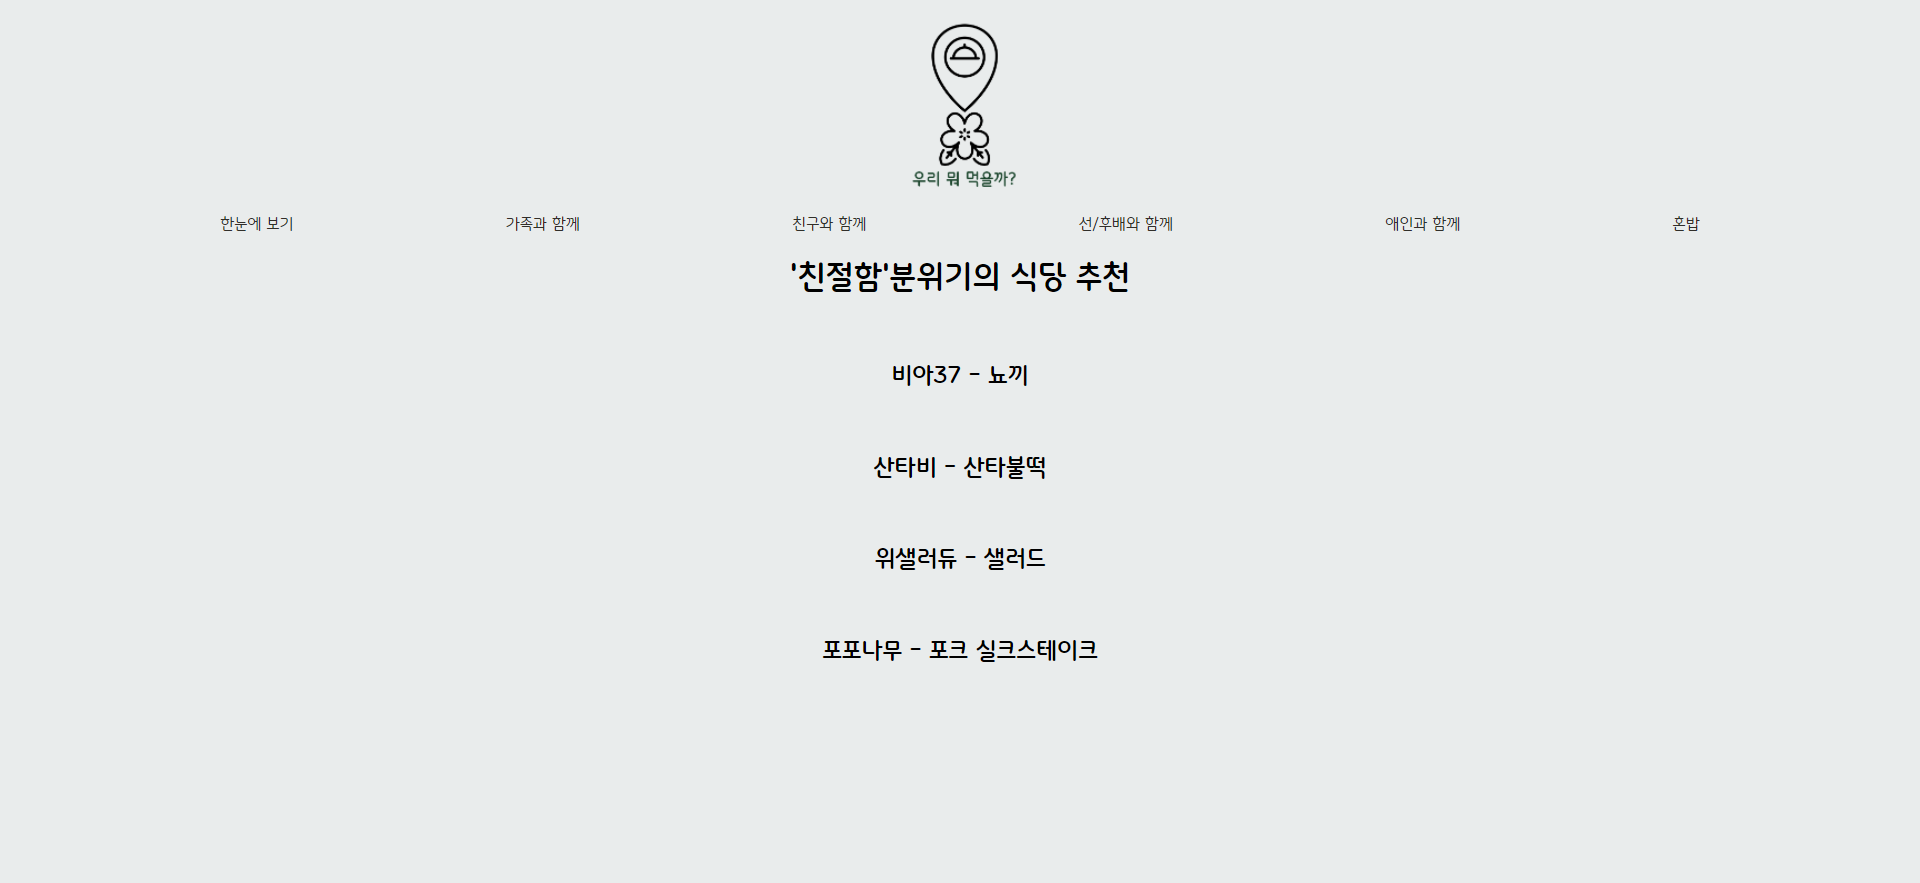 우리 뭐 먹을까?
한눈에 보기 가족과 함께 친구와 함께 선/후배와 함께 애인과 함께 혼밥
'친절함'분위기의 식당 추천
비아37 - 뇨끼
산타비 - 산타불떡
위샐러듀 - 샐러드
포포나무 - 포크 실크스테이크